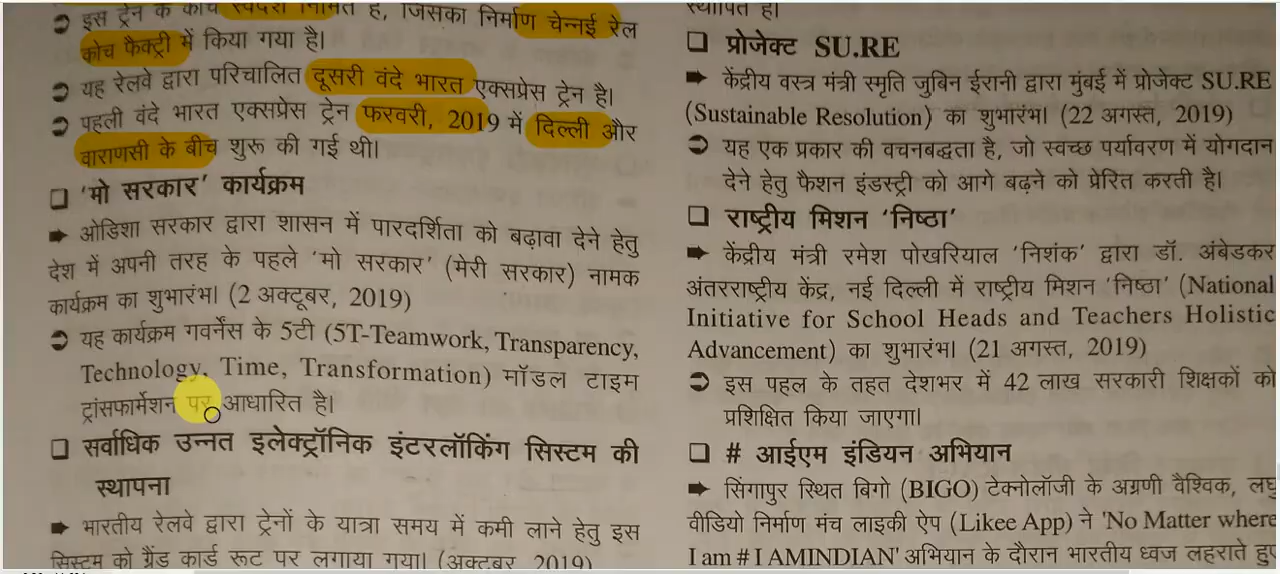 इस ट्रेन के कोच स्वदेश निर्मित है, जिसका निर्माण चेन्नई रेल
कोच फैक्ट्री में किया गया है।
यह रेलवे द्वारा परिचालित दूसरी वंदे भारत एक्सप्रेस ट्रेन है।
पहली वंदे भारत एक्सप्रेस ट्रेन फरवरी, 2019 में दिल्ली और
वाराणसी के बीच शुरू की गई थी।
'मो सरकार' कार्यक्रम
ओडिशा सरकार द्वारा शासन में पारदर्शिता को बढ़ावा देने हेतु
देश में अपनी तरह के पहले 'मो सरकार' (मेरी सरकार) नामक
कार्यक्रम का शुभारंभ। (2 अक्टूबर, 2019)
यह कार्यक्रम गवर्नेंस के 5टी (5T-Teamwork, Transparency,
Technology, Time, Transformation) मॉडल टाइम
ट्रांसफार्मेशन पर आधारित है।
सर्वाधिक उन्नत इलेक्ट्रॉनिक इंटरलॉकिंग सिस्टम की
स्थापना
भारतीय रेलवे द्वारा ट्रेनों के यात्रा समय में कमी लाने हेतु इस
सिस्टम को ग्रैंड कार्ड रूट पर लगाया गया। (अक्टूबर, 2019)
स्थापित है।
प्रोजेक्ट SU.RE
केंद्रीय वस्त्र मंत्री स्मृति जुबिन ईरानी द्वारा मुंबई में प्रोजेक्ट SU.RE
(Sustainable Resolution) का शुभारंभ। (22 अगस्त, 2019)
यह एक प्रकार की वचनबद्धता है, जो स्वच्छ पर्यावरण में योगदान
देने हेतु फैशन इंडस्ट्री को आगे बढ़ने को प्रेरित करती है।
राष्ट्रीय मिशन 'निष्ठा'
केंद्रीय मंत्री रमेश पोखरियाल 'निशंक' द्वारा डॉ. अंबेडकर
अंतरराष्ट्रीय केंद्र, नई दिल्ली में राष्ट्रीय मिशन 'निष्ठा' (National
Initiative for School Heads and Teachers Holistic
Advancement) का शुभारंभ। (21 अगस्त, 2019)
इस पहल के तहत देशभर में 42 लाख सरकारी शिक्षकों को
प्रशिक्षित किया जाएगा।
# आईएम इंडियन अभियान
सिंगापुर स्थित बिगो (BIGO) टेक्नोलॉजी के अग्रणी वैश्विक, लघु
वीडियो निर्माण मंच लाइकी ऐप (Likee App) ने 'No Matter where
I am # I AMINDIAN' अभियान के दौरान भारतीय ध्वज लहराते हुए